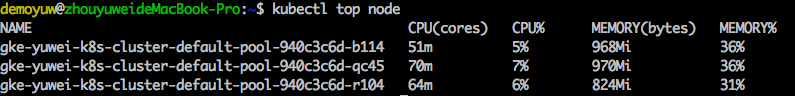 demoyuw@zhouyuweideMacBook-Pro:~$ kubectl top node
NAME CPU(cores) CPU% MEMORY(bytes) MEMORY%
gke-yuwei-k8s-cluster-default-pool-940c3c6d-b114 51m 5% 968Mi 36%
gke-yuwei-k8s-cluster-default-pool-940c3c6d-qc45 70m 7% 970Mi 36%
gke-yuwei-k8s-cluster-default-pool-940c3c6d-r104 64m 6% 824Mi 31%